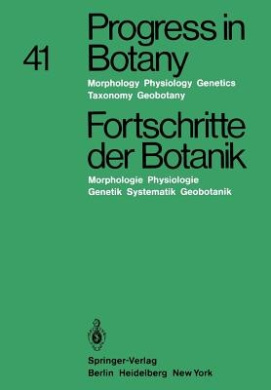 41
Progress in
Botany
Morphology Physiology Genetics
Taxonomy Geobotany
Fortschritte
der Botanik
Morphologie Physiologie
Genetik Systematik Geobotanik
Springer-Verlag
Berlin Heidelberg New York